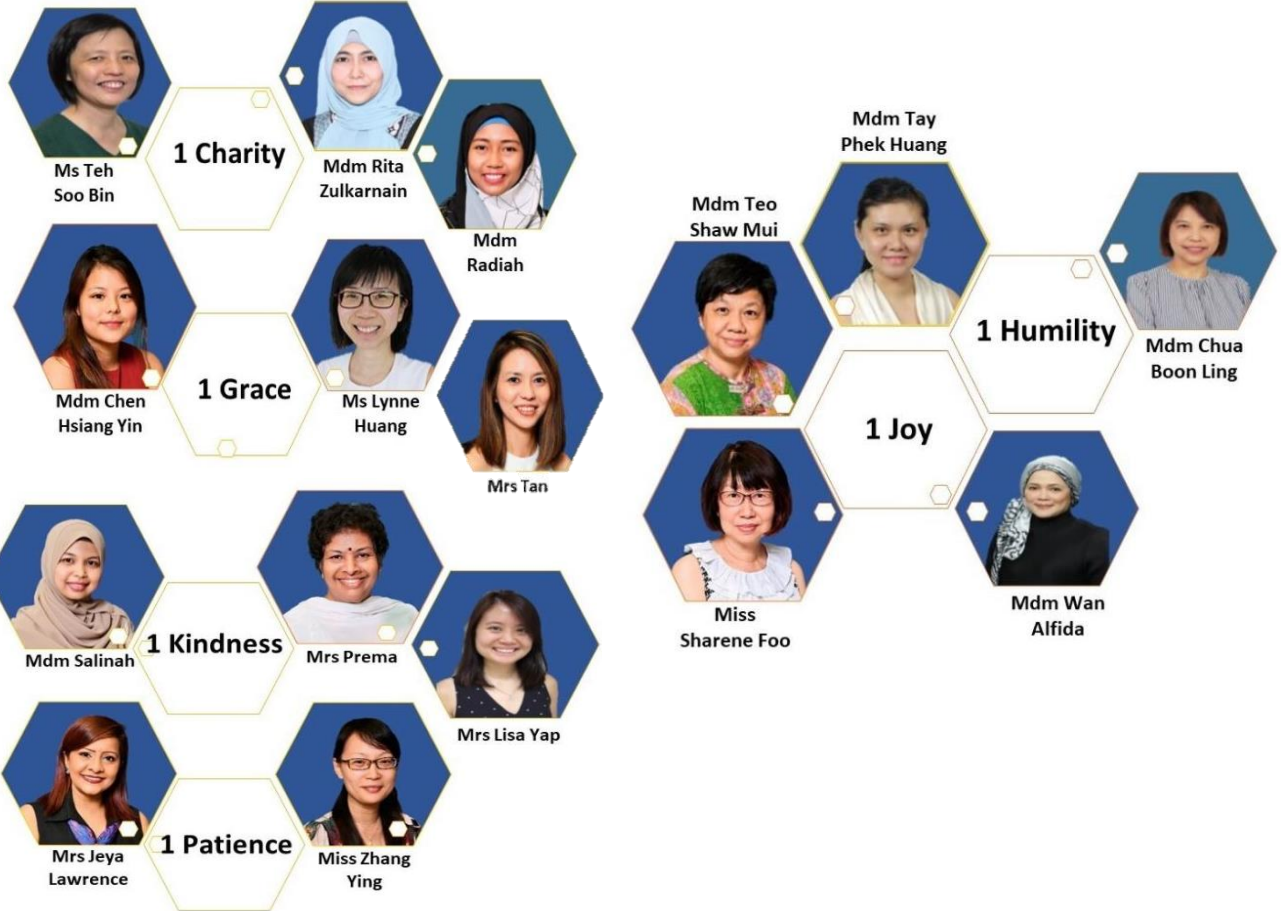 1 Charity
Ms Teh
Soo Bin
Mdm Rita
Zulkarnain
Mdm
Radiah
1 Grace
Mdm Chen
Hsiang Yin
Ms Lynne
Huang
Mrs Tan
1 Kindness
Mdm Salinah
Mrs Prema
Mrs Lisa Yap
1 Patience
Mrs Jeya
Lawrence
Miss Zhang
Ying
Mdm Tay
Phek Huang
Mdm Teo
Shaw Mui
1 Humility
Mdm Chua
Boon Ling
1 Joy
Miss
Sharene Foo
Mdm Wan
Alfida